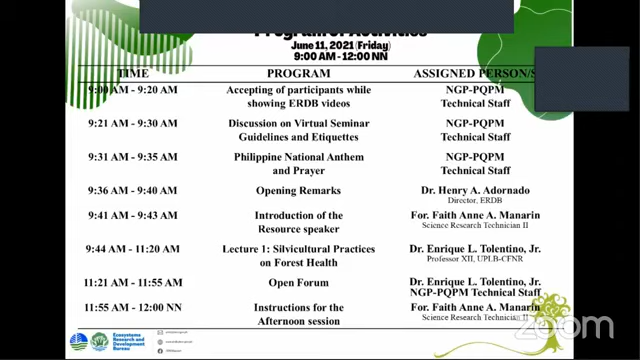 Program of Activities
June 11, 2021 (Friday)
9:00 AM - 12:00 NN
TIME PROGRAM ASSIGNED PERSON/S
9:00 AM - 9:20 AM Accepting of participants while NGP-PQPM
showing ERDB videos Technical Staff
9:21 AM - 9:30 AM Discussion on Virtual Seminar NGP-PQPM
Guidelines and Etiquettes Technical Staff
9:31 AM - 9:35 AM Philippine National Anthem NGP-PQPM
and Prayer Technical Staff
9:36 AM - 9:40 AM Opening Remarks Dr. Henry A. Adornado
Director, ERDB
9:41 AM - 9:43 AM Introduction of the For. Faith Anne A. Manarin
Resource speaker Science Research Technician II
9:44 AM - 11:20 AM Lecture 1: Silvicultural Practices Dr. Enrique L. Tolentino, Jr.
on Forest Health Professor XII, UPLB-CFNR
11:21 AM - 11:55 AM Open Forum Dr. Enrique L. Tolentino, Jr.
NGP-PQPM Technical Staff
11:55 AM - 12:00 NN Instructions for the For. Faith Anne A. Manarin
Afternoon session Science Research Technician II
Ecosystems
Research and
Development
Bureau
zoom